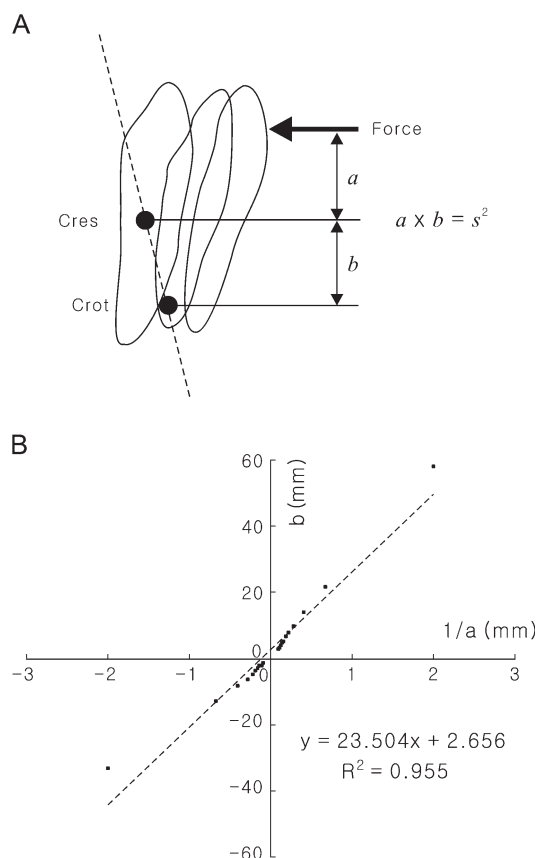 A
Force
a
Cres
a x b = s²
b
Crot
B
b (mm)
60
40
20
0
1/a (mm)
-3
-2
-1
0
1
2
3
-20
-40
-60
y = 23.504x + 2.656
R² = 0.955